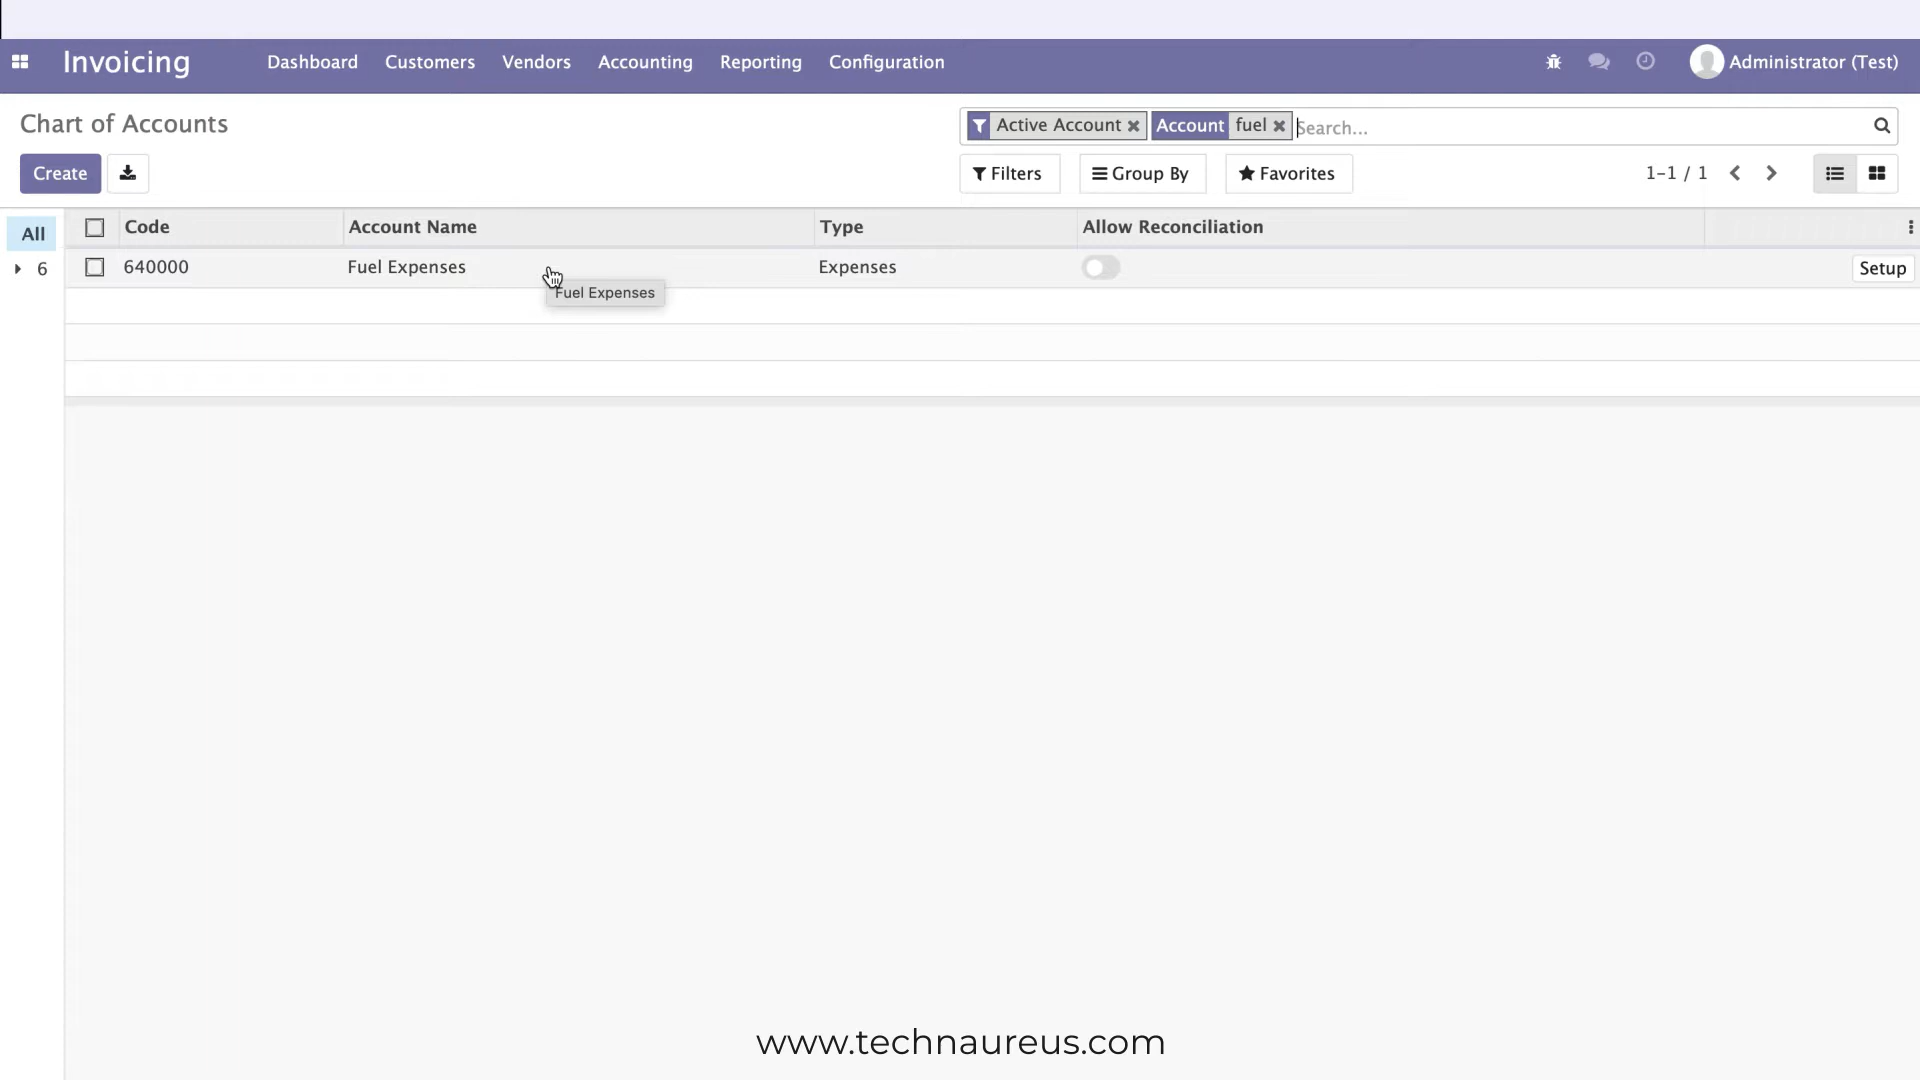 Invoicing
Dashboard Customers Vendors Accounting Reporting Configuration
Administrator (Test)
Chart of Accounts
Active Account Account fuel Search...
Create
Filters Group By Favorites 1-1 / 1
All
Code Account Name Type Allow Reconciliation
6
640000 Fuel Expenses Expenses Setup
Fuel Expenses
www.technaureus.com